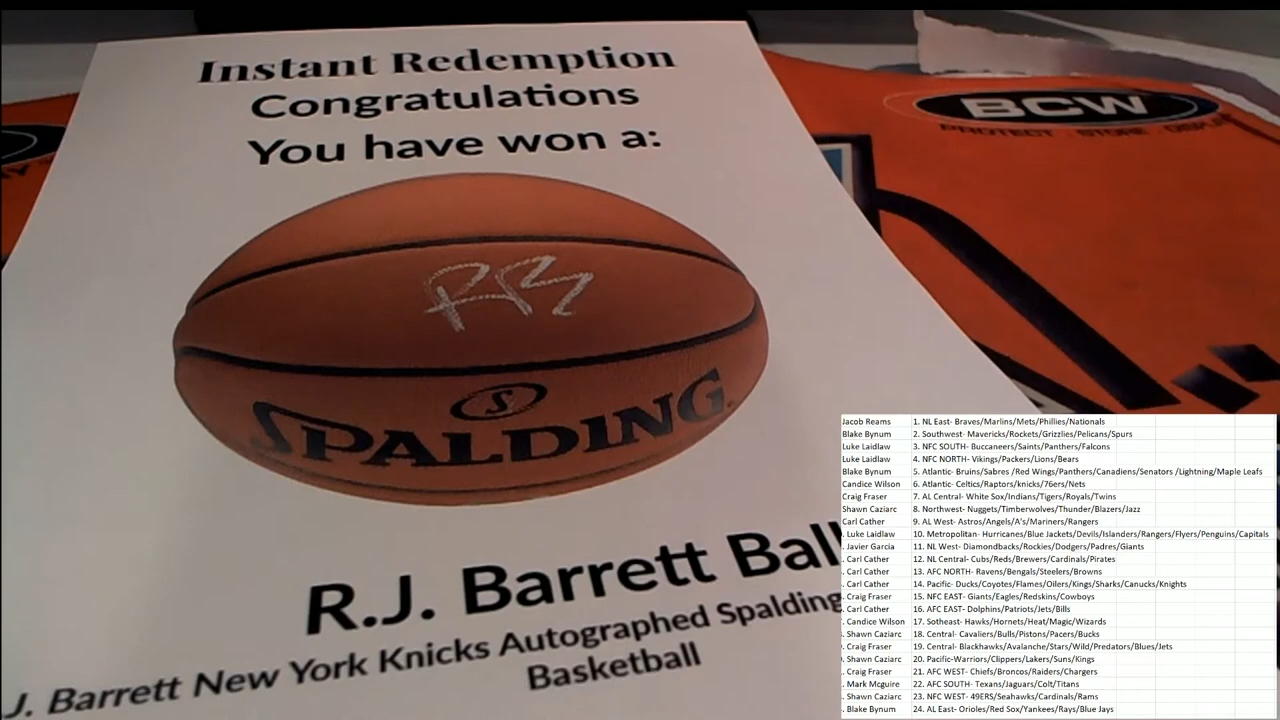 Instant Redemption
Congratulations
You have won a:
RB
S
SPALDING
R.J. Barrett Ball
J. Barrett New York Knicks Autographed Spalding
Basketball
BCW
PROTECT STORE DISPLAY
Jacob Reams 1. NL East- Braves/Marlins/Mets/Phillies/Nationals
Blake Bynum 2. Southwest- Mavericks/Rockets/Grizzlies/Pelicans/Spurs
Luke Laidlaw 3. NFC SOUTH- Buccaneers/Saints/Panthers/Falcons
Luke Laidlaw 4. NFC NORTH- Vikings/Packers/Lions/Bears
Blake Bynum 5. Atlantic- Bruins/Sabres /Red Wings/Panthers/Canadiens/Senators /Lightning/Maple Leafs
Candice Wilson 6. Atlantic- Celtics/Raptors/knicks/76ers/Nets
Craig Fraser 7. AL Central- White Sox/Indians/Tigers/Royals/Twins
Shawn Caziarc 8. Northwest- Nuggets/Timberwolves/Thunder/Blazers/Jazz
Carl Cather 9. AL West- Astros/Angels/A's/Mariners/Rangers
. Luke Laidlaw 10. Metropolitan- Hurricanes/Blue Jackets/Devils/Islanders/Rangers/Flyers/Penguins/Capitals
. Javier Garcia 11. NL West- Diamondbacks/Rockies/Dodgers/Padres/Giants
. Carl Cather 12. NL Central- Cubs/Reds/Brewers/Cardinals/Pirates
. Carl Cather 13. AFC NORTH- Ravens/Bengals/Steelers/Browns
. Carl Cather 14. Pacific- Ducks/Coyotes/Flames/Oilers/Kings/Sharks/Canucks/Knights
. Craig Fraser 15. NFC EAST- Giants/Eagles/Redskins/Cowboys
. Carl Cather 16. AFC EAST- Dolphins/Patriots/Jets/Bills
. Candice Wilson 17. Sotheast- Hawks/Hornets/Heat/Magic/Wizards
. Shawn Caziarc 18. Central- Cavaliers/Bulls/Pistons/Pacers/Bucks
. Craig Fraser 19. Central- Blackhawks/Avalanche/Stars/Wild/Predators/Blues/Jets
. Shawn Caziarc 20. Pacific-Warriors/Clippers/Lakers/Suns/Kings
. Craig Fraser 21. AFC WEST- Chiefs/Broncos/Raiders/Chargers
. Mark Mcguire 22. AFC SOUTH- Texans/Jaguars/Colt/Titans
. Shawn Caziarc 23. NFC WEST- 49ERS/Seahawks/Cardinals/Rams
. Blake Bynum 24. AL East- Orioles/Red Sox/Yankees/Rays/Blue Jays